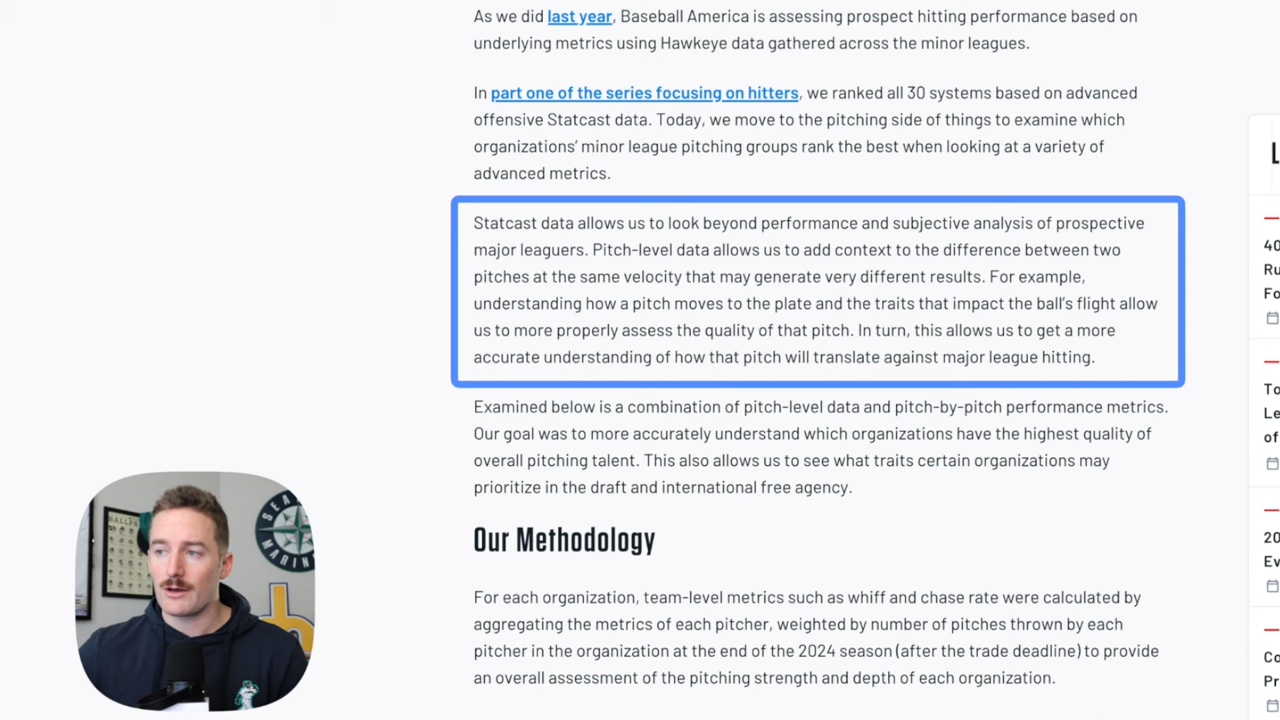 As we did last year, Baseball America is assessing prospect hitting performance based on
underlying metrics using Hawkeye data gathered across the minor leagues.
In part one of the series focusing on hitters, we ranked all 30 systems based on advanced
offensive Statcast data. Today, we move to the pitching side of things to examine which
organizations’ minor league pitching groups rank the best when looking at a variety of
advanced metrics.
Statcast data allows us to look beyond performance and subjective analysis of prospective
major leaguers. Pitch-level data allows us to add context to the difference between two
pitches at the same velocity that may generate very different results. For example,
understanding how a pitch moves to the plate and the traits that impact the ball’s flight allow
us to more properly assess the quality of that pitch. In turn, this allows us to get a more
accurate understanding of how that pitch will translate against major league hitting.
Examined below is a combination of pitch-level data and pitch-by-pitch performance metrics.
Our goal was to more accurately understand which organizations have the highest quality of
overall pitching talent. This also allows us to see what traits certain organizations may
prioritize in the draft and international free agency.
Our Methodology
For each organization, team-level metrics such as whiff and chase rate were calculated by
aggregating the metrics of each pitcher, weighted by number of pitches thrown by each
pitcher in the organization at the end of the 2024 season (after the trade deadline) to provide
an overall assessment of the pitching strength and depth of each organization.
L
40
Ru
Fo
To
Le
of
20
Ev
Co
Pr
SEA
MARIN